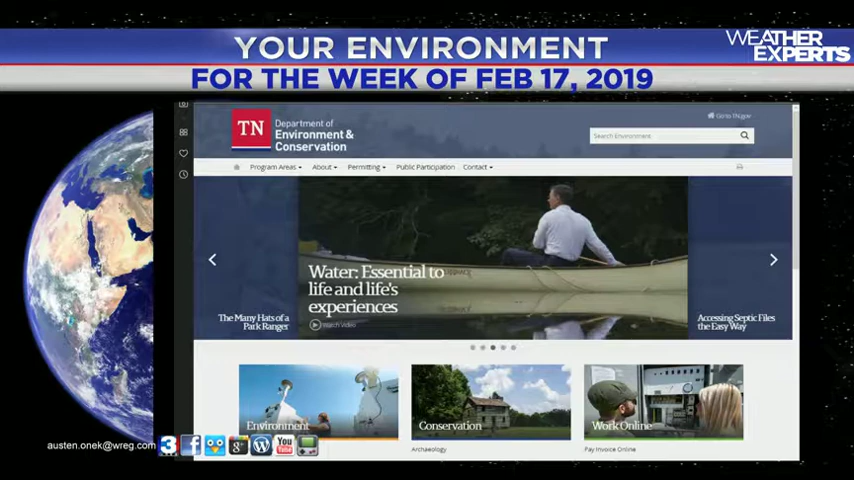 YOUR ENVIRONMENT
WEATHER
EXPERTS
FOR THE WEEK OF FEB 17, 2019
TN
Department of
Environment &
Conservation
Go to TN.gov
Search Environment
Program Areas
About
Permitting
Public Participation
Contact
Water: Essential to
life and life's
experiences
Watch Video
The Many Hats of a
Park Ranger
Accessing Septic Files
the Easy Way
Environment
Conservation
Work Online
Archaeology
Pay Invoice Online
austen.onek@wreg.com
3
f
g+
W
You
Tube